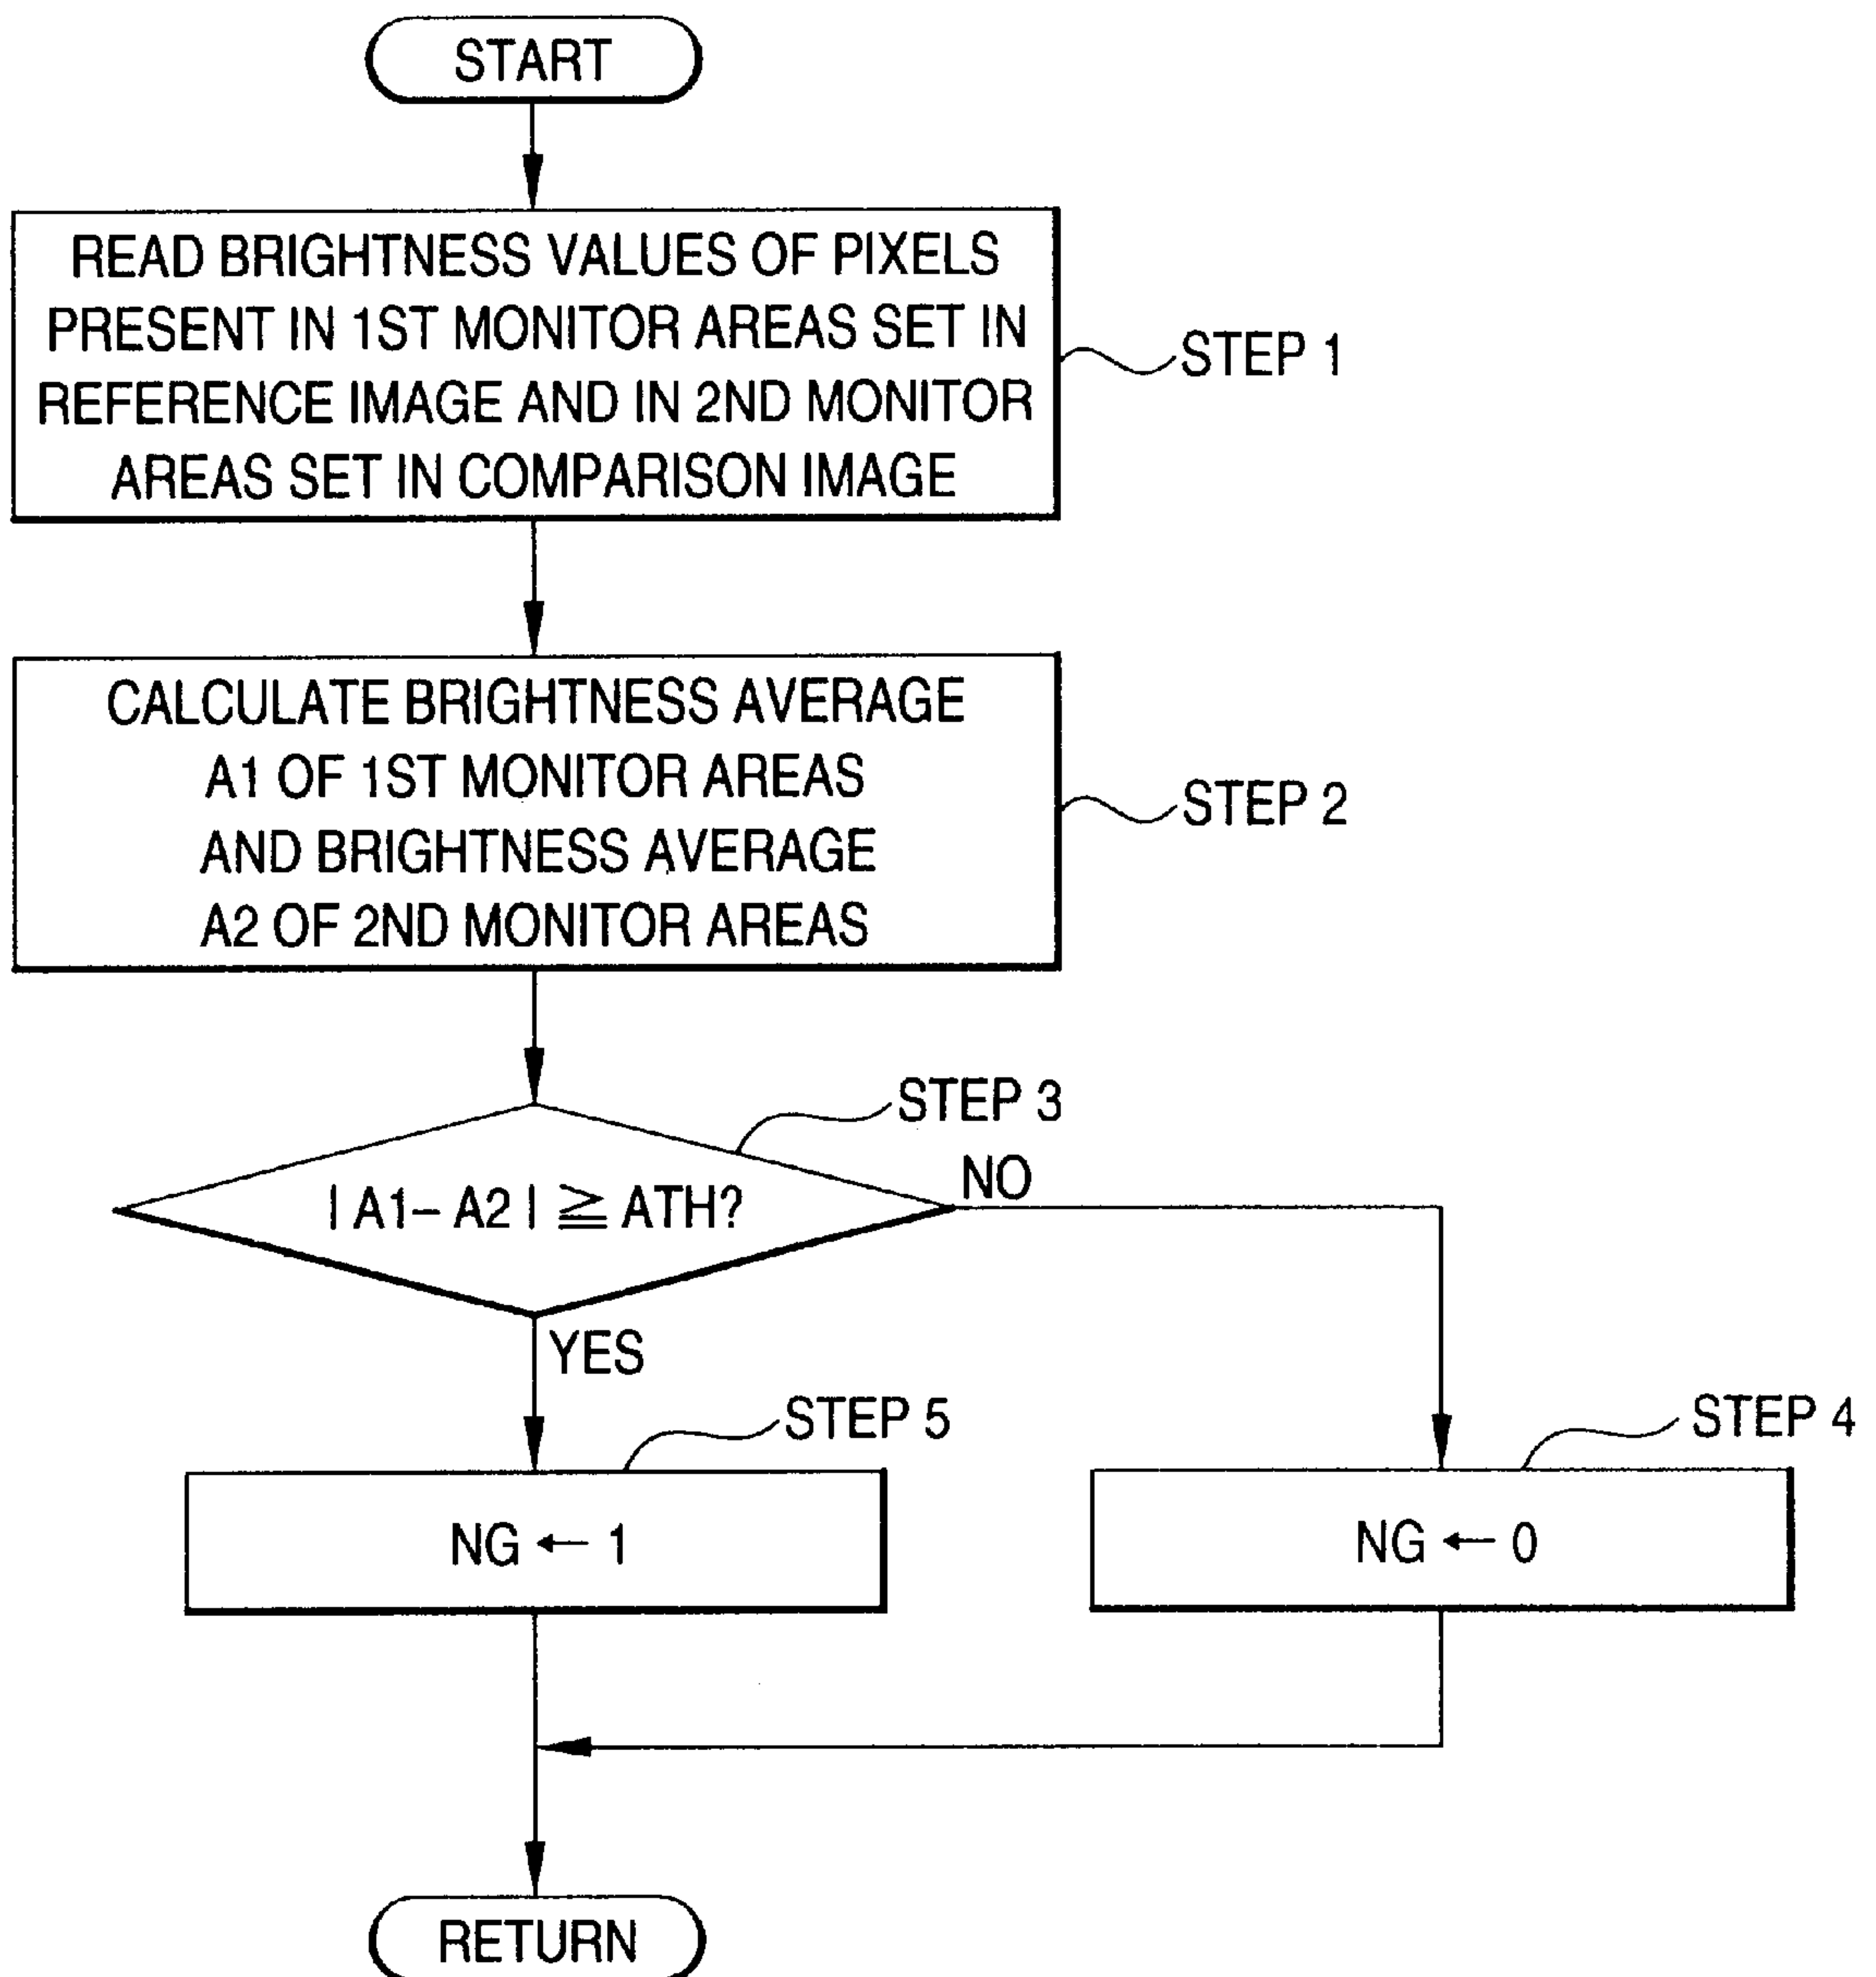 START
READ BRIGHTNESS VALUES OF PIXELS
PRESENT IN 1ST MONITOR AREAS SET IN
REFERENCE IMAGE AND IN 2ND MONITOR
AREAS SET IN COMPARISON IMAGE
STEP 1
CALCULATE BRIGHTNESS AVERAGE
A1 OF 1ST MONITOR AREAS
AND BRIGHTNESS AVERAGE
A2 OF 2ND MONITOR AREAS
STEP 2
STEP 3
| A1– A2 | ≧ ATH?
NO
YES
STEP 5
NG ← 1
STEP 4
NG ← 0
RETURN